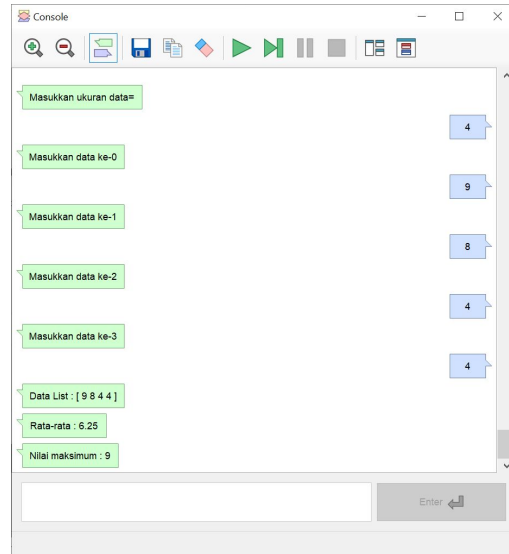 Console
Masukkan ukuran data=
4
Masukkan data ke-0
9
Masukkan data ke-1
8
Masukkan data ke-2
4
Masukkan data ke-3
4
Data List : [ 9 8 4 4 ]
Rata-rata : 6.25
Nilai maksimum : 9
Enter